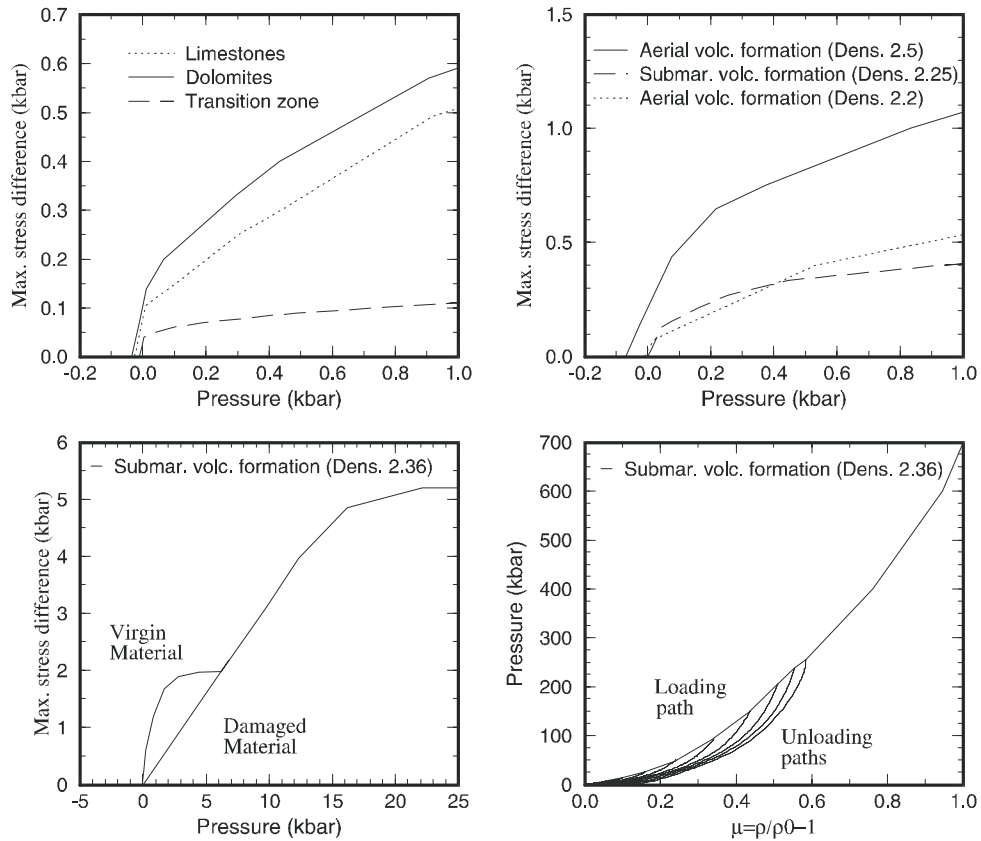 0.7
0.6
0.5
0.4
0.3
0.2
0.1
0.0
-0.2 0.0 0.2 0.4 0.6 0.8 1.0
Max. stress difference (kbar)
Pressure (kbar)
Limestones
Dolomites
Transition zone
1.5
1.0
0.5
0.0
-0.2 0.0 0.2 0.4 0.6 0.8 1.0
Max. stress difference (kbar)
Pressure (kbar)
Aerial volc. formation (Dens. 2.5)
Submar. volc. formation (Dens. 2.25)
Aerial volc. formation (Dens. 2.2)
6
5
4
3
2
1
0
-5 0 5 10 15 20 25
Max. stress difference (kbar)
Pressure (kbar)
Submar. volc. formation (Dens. 2.36)
Virgin
Material
Damaged
Material
700
600
500
400
300
200
100
0
0.0 0.2 0.4 0.6 0.8 1.0
Pressure (kbar)
μ=ρ/ρ0−1
Submar. volc. formation (Dens. 2.36)
Loading
path
Unloading
paths